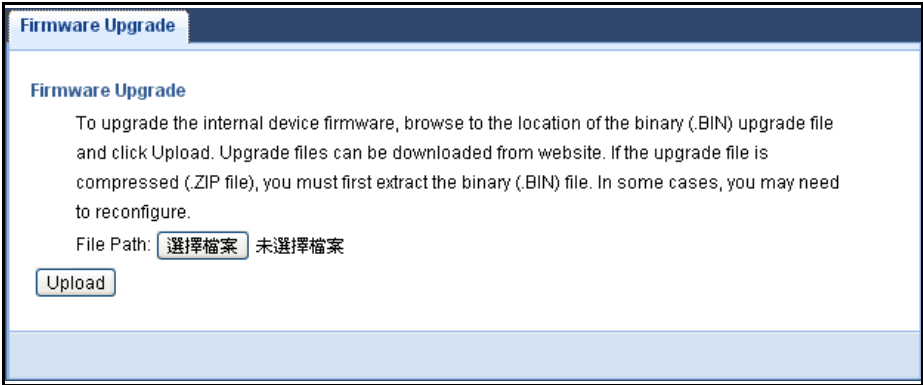 Firmware Upgrade
Firmware Upgrade
To upgrade the internal device firmware, browse to the location of the binary (.BIN) upgrade file
and click Upload. Upgrade files can be downloaded from website. If the upgrade file is
compressed (.ZIP file), you must first extract the binary (.BIN) file. In some cases, you may need
to reconfigure.
File Path: 選擇檔案 未選擇檔案
Upload